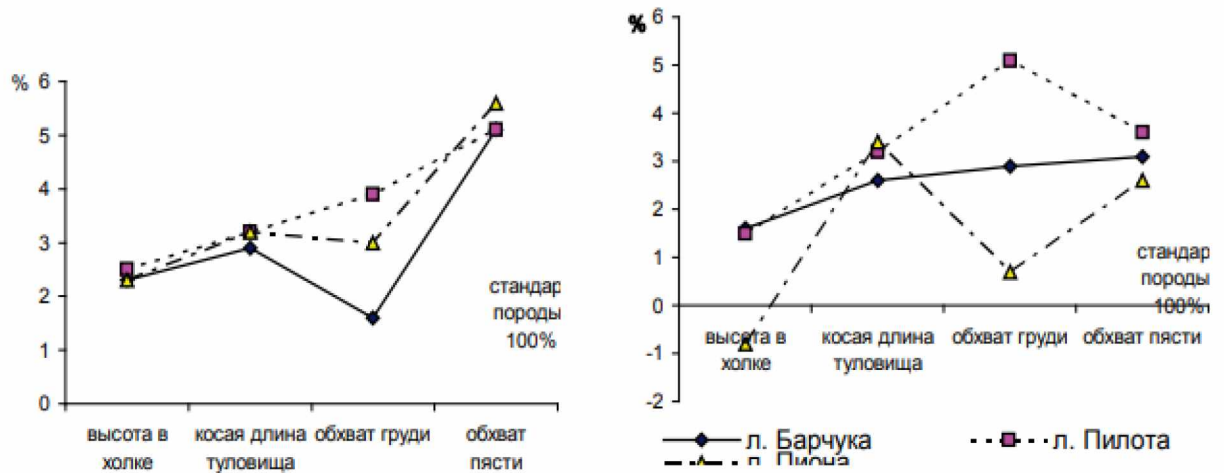 %
6
5
4
3
2
1
0
стандар
породы
100%
высота в
холке
косая длина
туловища
обхват груди
обхват
пясти
%
6
5
4
3
2
1
0
-1
-2
стандар
породы
100%
высота в
холке
косая длина
туловища
обхват груди
обхват пясти
л. Барчука
л. Пилота
л. Пиона